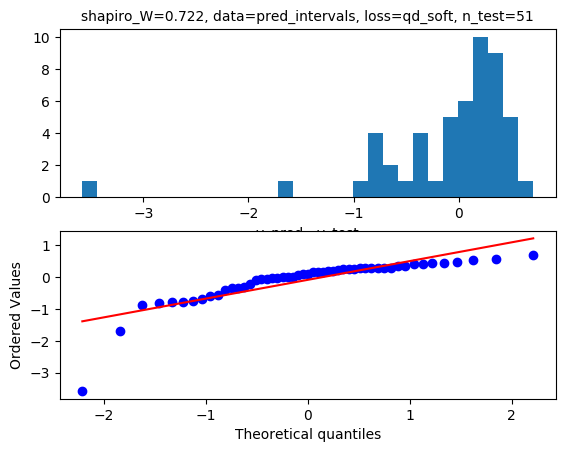 shapiro_W=0.722, data=pred_intervals, loss=qd_soft, n_test=51
10
8
6
4
2
0
−3 −2 −1 0
1
0
−1
−2
−3
Ordered Values
−2 −1 0 1 2
Theoretical quantiles